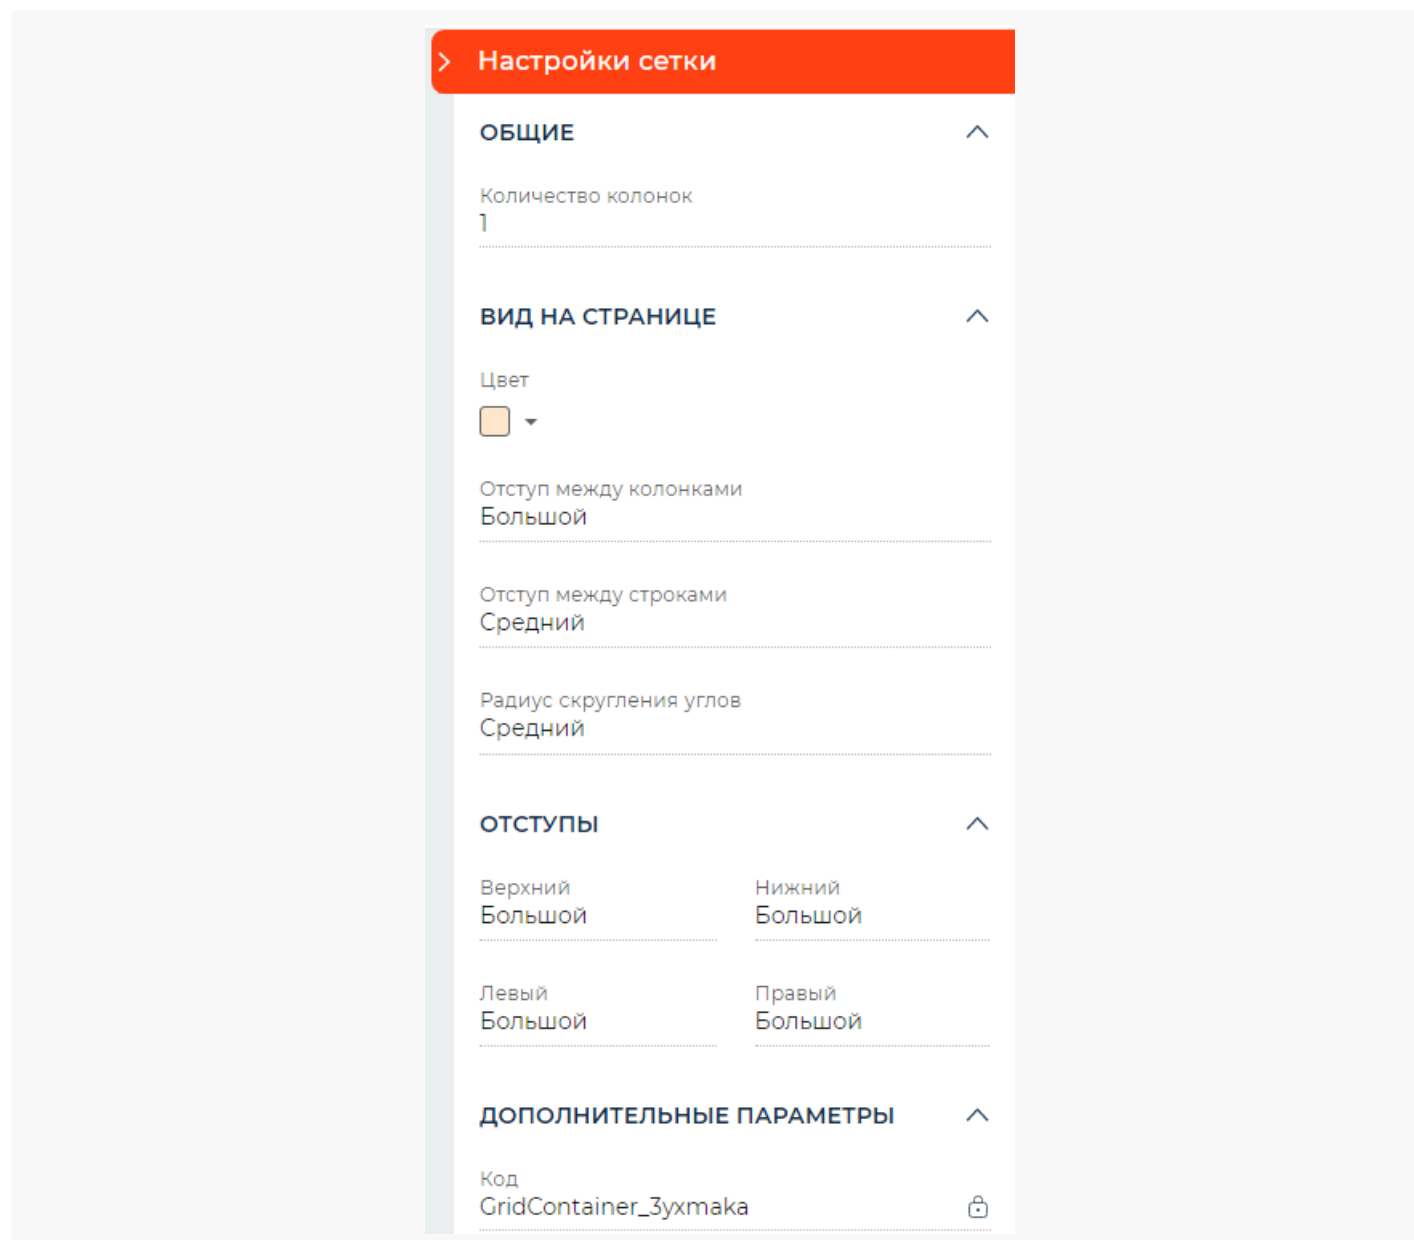 Настройки сетки
ОБЩИЕ
Количество колонок
1
ВИД НА СТРАНИЦЕ
Цвет
Отступ между колонками
Большой
Отступ между строками
Средний
Радиус скругления углов
Средний
ОТСТУПЫ
Верхний
Нижний
Большой
Большой
Левый
Правый
Большой
Большой
ДОПОЛНИТЕЛЬНЫЕ ПАРАМЕТРЫ
Код
GridContainer_3yxmaka